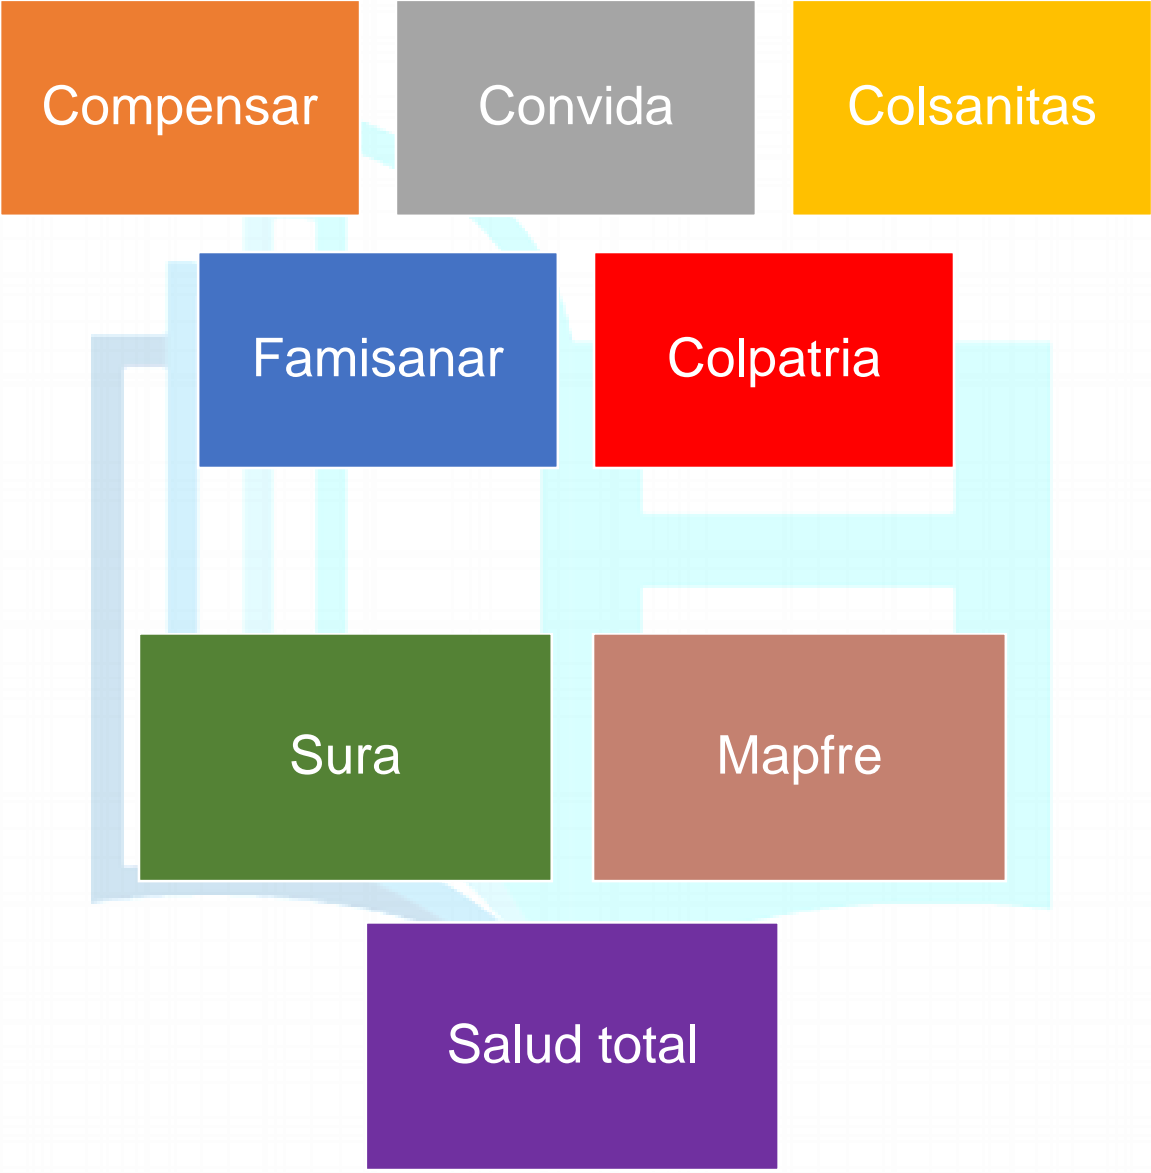 Compensar
Convida
Colsanitas
Famisanar
Colpatria
Sura
Mapfre
Salud total